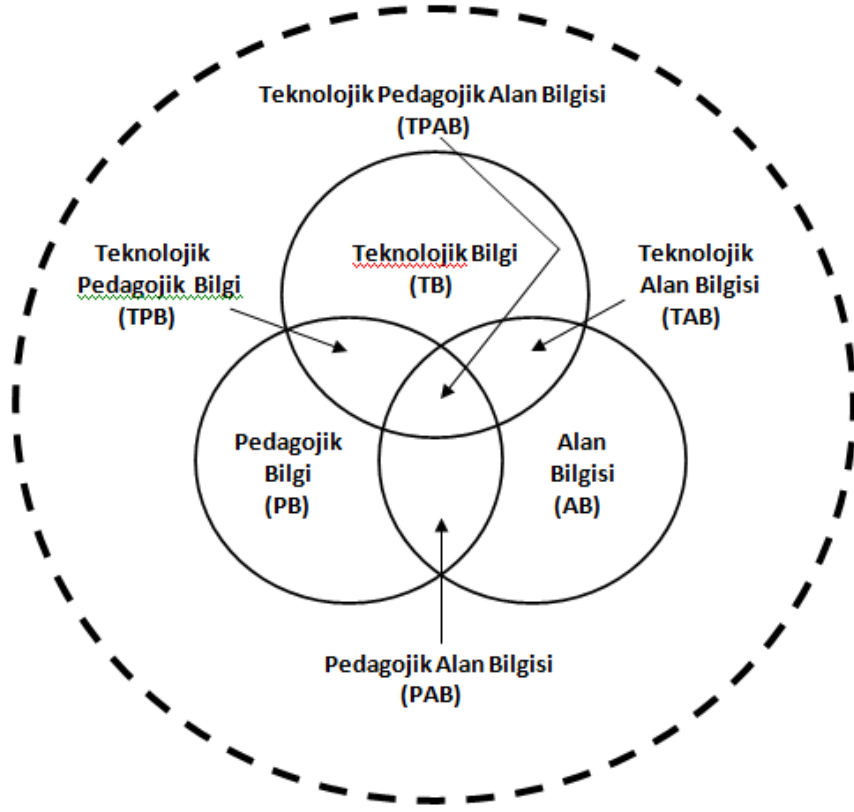 Teknolojik Pedagojik Alan Bilgisi
(TPAB)
Teknolojik Bilgi
(TB)
Teknolojik
Pedagojik Bilgi
(TPB)
Teknolojik
Alan Bilgisi
(TAB)
Pedagojik
Bilgi
(PB)
Alan
Bilgisi
(AB)
Pedagojik Alan Bilgisi
(PAB)